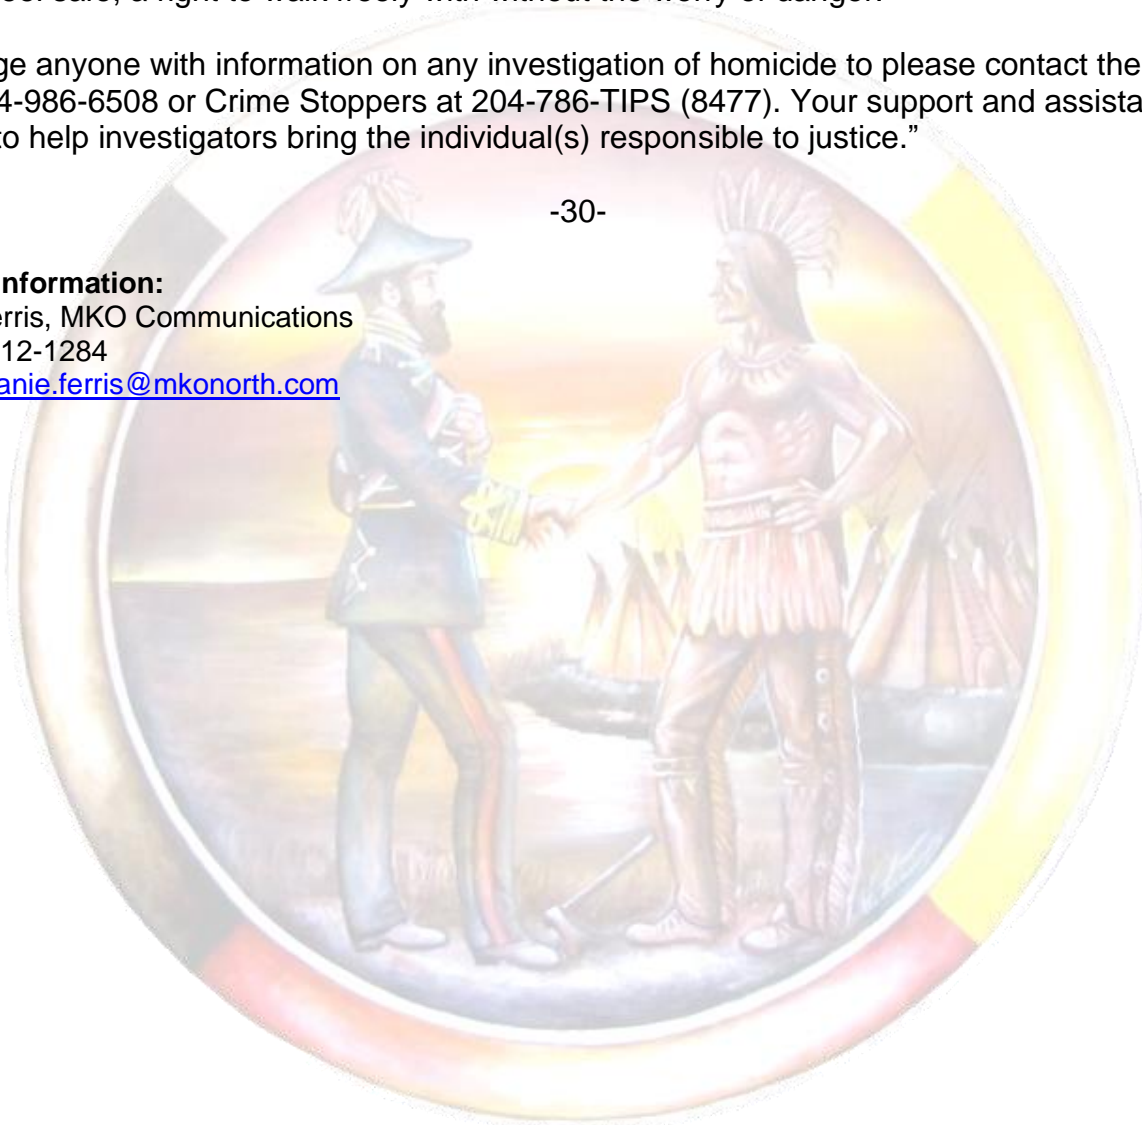 a right to walk freely with without the worry of danger.
ge anyone with information on any investigation of homicide to please contact the
4-986-6508 or Crime Stoppers at 204-786-TIPS (8477). Your support and assista
to help investigators bring the individual(s) responsible to justice.”
-30-
nformation:
erris, MKO Communications
12-1284
anie.ferris@mkonorth.com